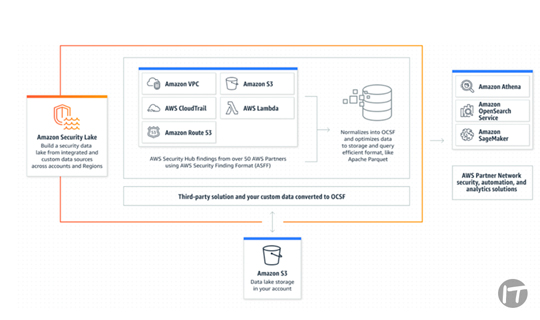 Amazon Security Lake
Build a security data
lake from integrated and
custom data sources
across accounts and Regions
Amazon VPC
Amazon S3
AWS CloudTrail
AWS Lambda
Amazon Route S3
AWS Security Hub findings from over 50 AWS Partners
using AWS Security Finding Format (ASFF)
Normalizes into OCSF
and optimizes data
to storage and query
efficient format, like
Apache Parquet
Third-party solution and your custom data converted to OCSF
Amazon S3
Data lake storage
in your account
Amazon Athena
Amazon
OpenSearch
Service
Amazon
SageMaker
AWS Partner Network
security, automation, and
analytics solutions
IT